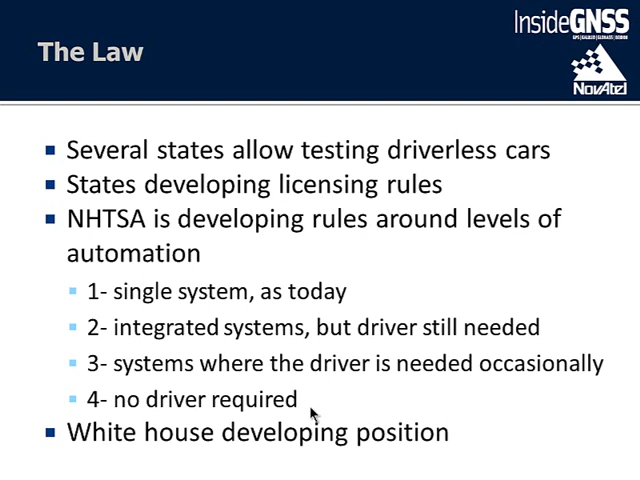 InsideGNSS
The Law
NovAtel
Several states allow testing driverless cars
States developing licensing rules
NHTSA is developing rules around levels of
automation
1- single system, as today
2- integrated systems, but driver still needed
3- systems where the driver is needed occasionally
4- no driver required
White house developing position